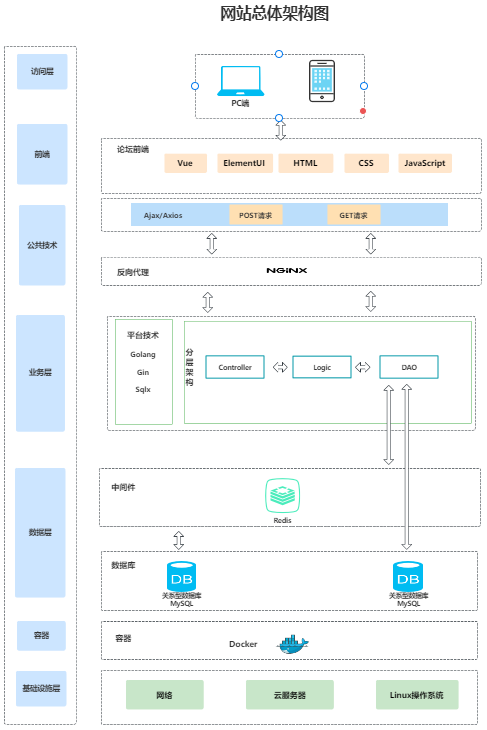 网站总体架构图
访问层
PC端
前端
论坛前端
Vue
ElementUI
HTML
CSS
JavaScript
公共技术
Ajax/Axios
POST请求
GET请求
反向代理
NGINX
业务层
平台技术
Golang
Gin
Sqlx
分层架构
Controller
Logic
DAO
数据层
中间件
Redis
数据库
DB
关系型数据库
MySQL
DB
关系型数据库
MySQL
容器
容器
Docker
基础设施层
网络
云服务器
Linux操作系统